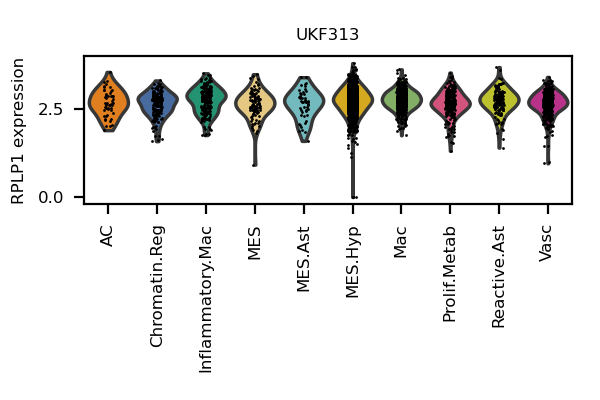 UKF313
RPLP1 expression
2.5
0.0
AC
Chromatin.Reg
Inflammatory.Mac
MES
MES.Ast
MES.Hyp
Mac
Prolif.Metab
Reactive.Ast
Vasc